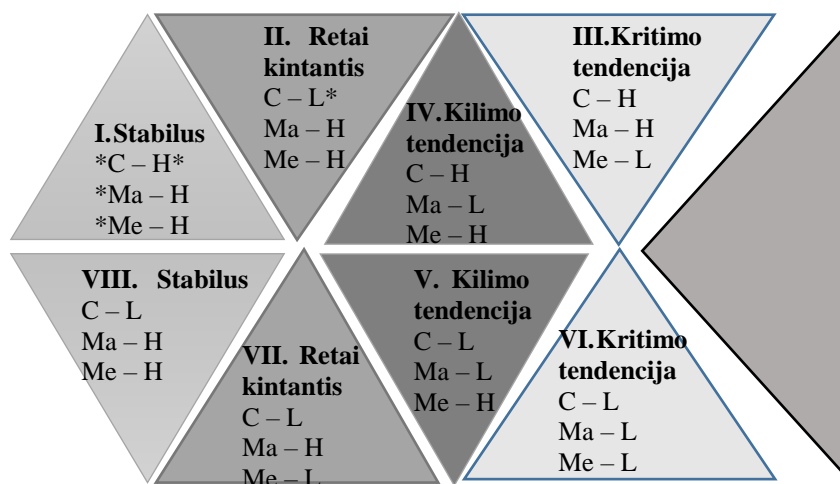 I.Stabilus
*C – H*
*Ma – H
*Me – H
II. Retai
kintantis
C – L*
Ma – H
Me – H
IV.Kilimo
tendencija
C – H
Ma – L
Me – H
III.Kritimo
tendencija
C – H
Ma – H
Me – L
VIII. Stabilus
C – L
Ma – H
Me – H
VII. Retai
kintantis
C – L
Ma – H
Me – L
V. Kilimo
tendencija
C – L
Ma – L
Me – H
VI.Kritimo
tendencija
C – L
Ma – L
Me – L